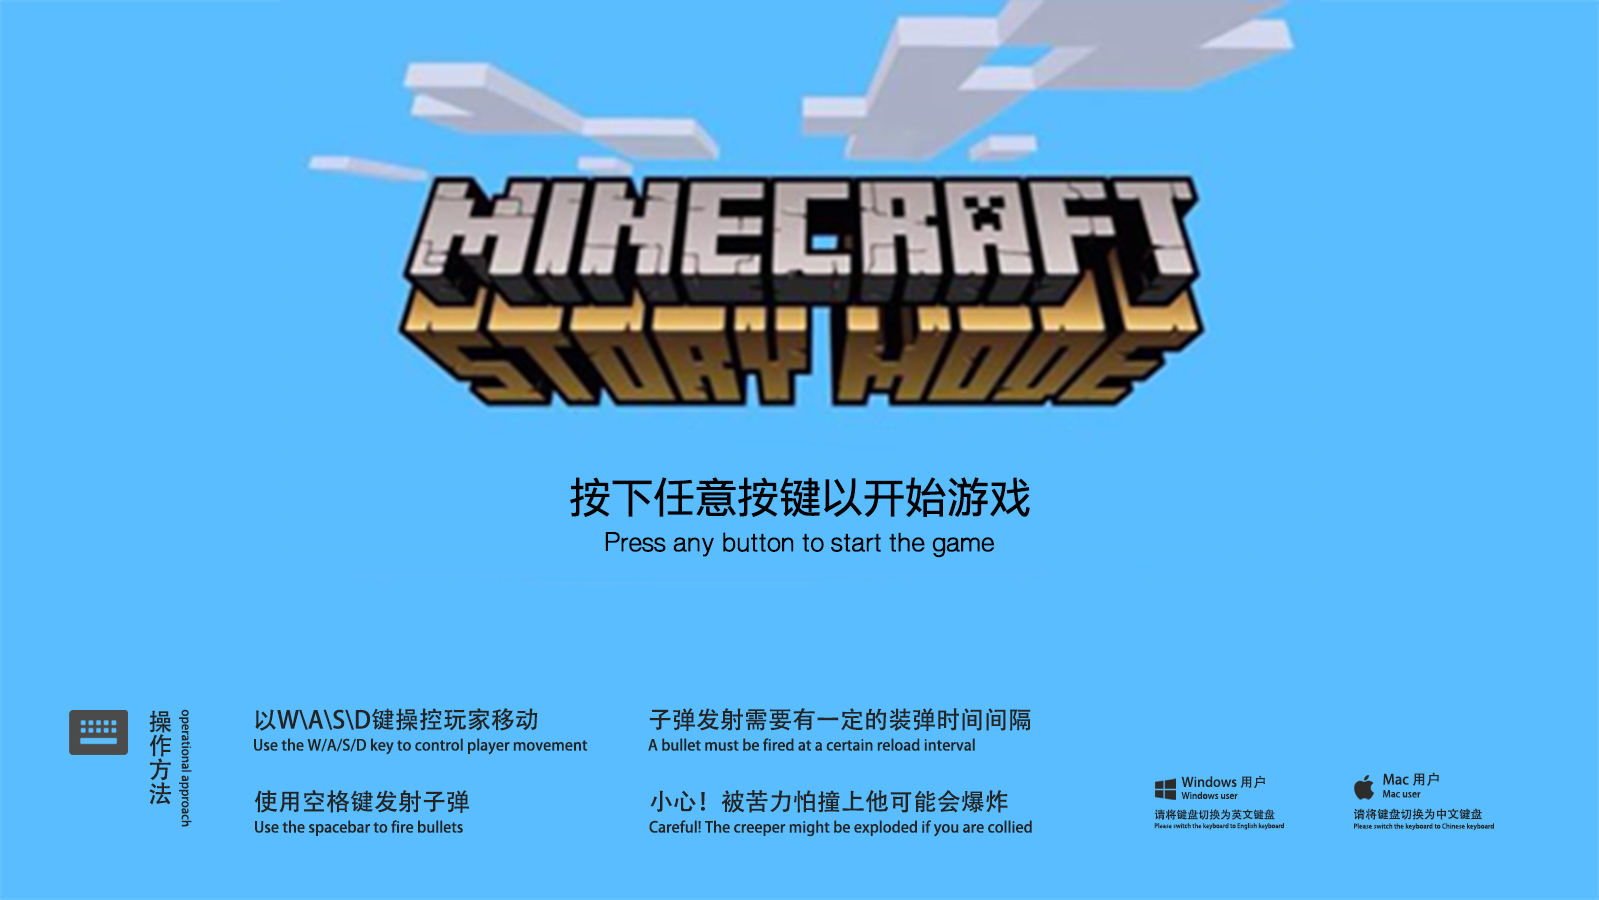 MINECRAFT
STORY MODE
按下任意按键以开始游戏
Press any button to start the game
操作方法
operational approach
以W\A\S\D键操控玩家移动
Use the W/A/S/D key to control player movement
使用空格键发射子弹
Use the spacebar to fire bullets
子弹发射需要有一定的装弹时间间隔
A bullet must be fired at a certain reload interval
小心！被苦力怕撞上他可能会爆炸
Careful! The creeper might be exploded if you are collied
Windows 用户
Windows user
请将键盘切换为英文键盘
Please switch the keyboard to English keyboard
Mac 用户
Mac user
请将键盘切换为中文键盘
Please switch the keyboard to Chinese keyboard